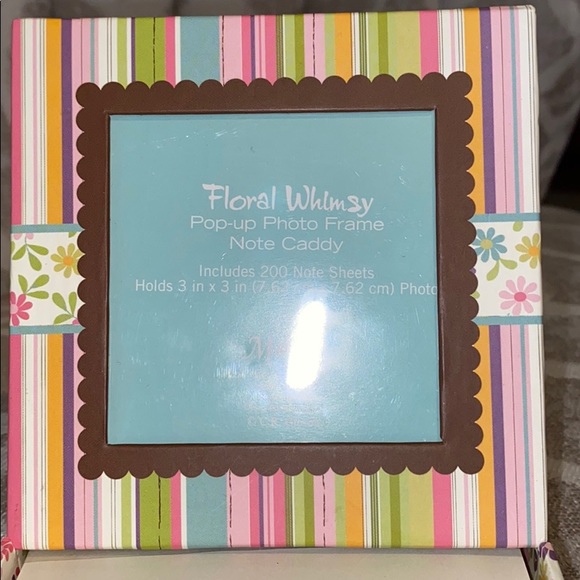 Floral Whimsy
Pop-up Photo Frame
Note Caddy
Includes 200 Note Sheets
Holds 3 in x 3 in (7.62 7.62 cm) Photo